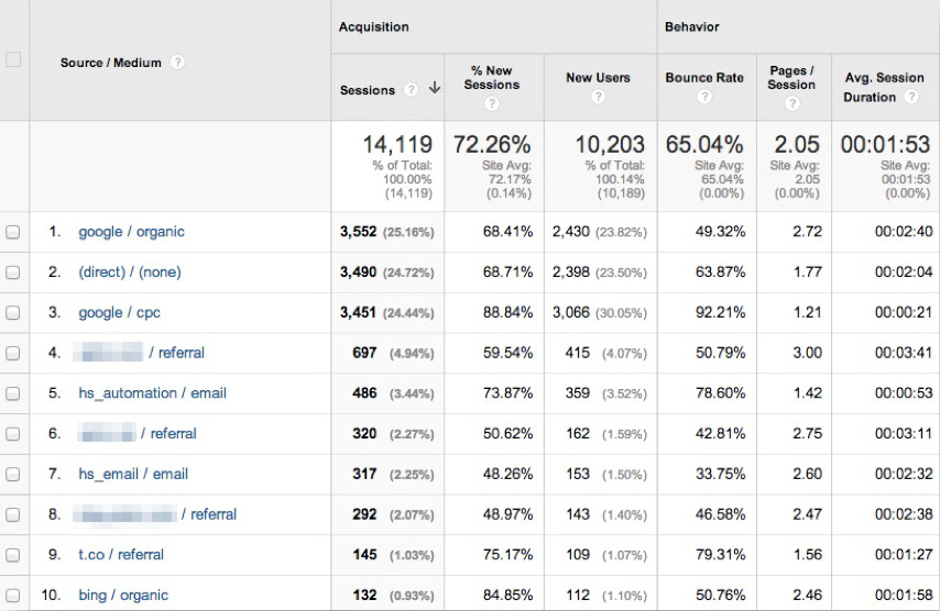 Acquisition Behavior
Source / Medium ?
Sessions ? ↓ % New Sessions ? New Users ? Bounce Rate ? Pages / Session ? Avg. Session Duration ?
14,119 72.26% 10,203 65.04% 2.05 00:01:53
% of Total: Site Avg: % of Total: Site Avg: Site Avg: Site Avg:
100.00% 72.17% 100.14% 65.04% 2.05 00:01:53
(14,119) (0.14%) (10,189) (0.00%) (0.00%) (0.00%)
1. google / organic 3,552 (25.16%) 68.41% 2,430 (23.82%) 49.32% 2.72 00:02:40
2. (direct) / (none) 3,490 (24.72%) 68.71% 2,398 (23.50%) 63.87% 1.77 00:02:04
3. google / cpc 3,451 (24.44%) 88.84% 3,066 (30.05%) 92.21% 1.21 00:00:21
4. / referral 697 (4.94%) 59.54% 415 (4.07%) 50.79% 3.00 00:03:41
5. hs_automation / email 486 (3.44%) 73.87% 359 (3.52%) 78.60% 1.42 00:00:53
6. / referral 320 (2.27%) 50.62% 162 (1.59%) 42.81% 2.75 00:03:11
7. hs_email / email 317 (2.25%) 48.26% 153 (1.50%) 33.75% 2.60 00:02:32
8. / referral 292 (2.07%) 48.97% 143 (1.40%) 46.58% 2.47 00:02:38
9. t.co / referral 145 (1.03%) 75.17% 109 (1.07%) 79.31% 1.56 00:01:27
10. bing / organic 132 (0.93%) 84.85% 112 (1.10%) 50.76% 2.46 00:01:58